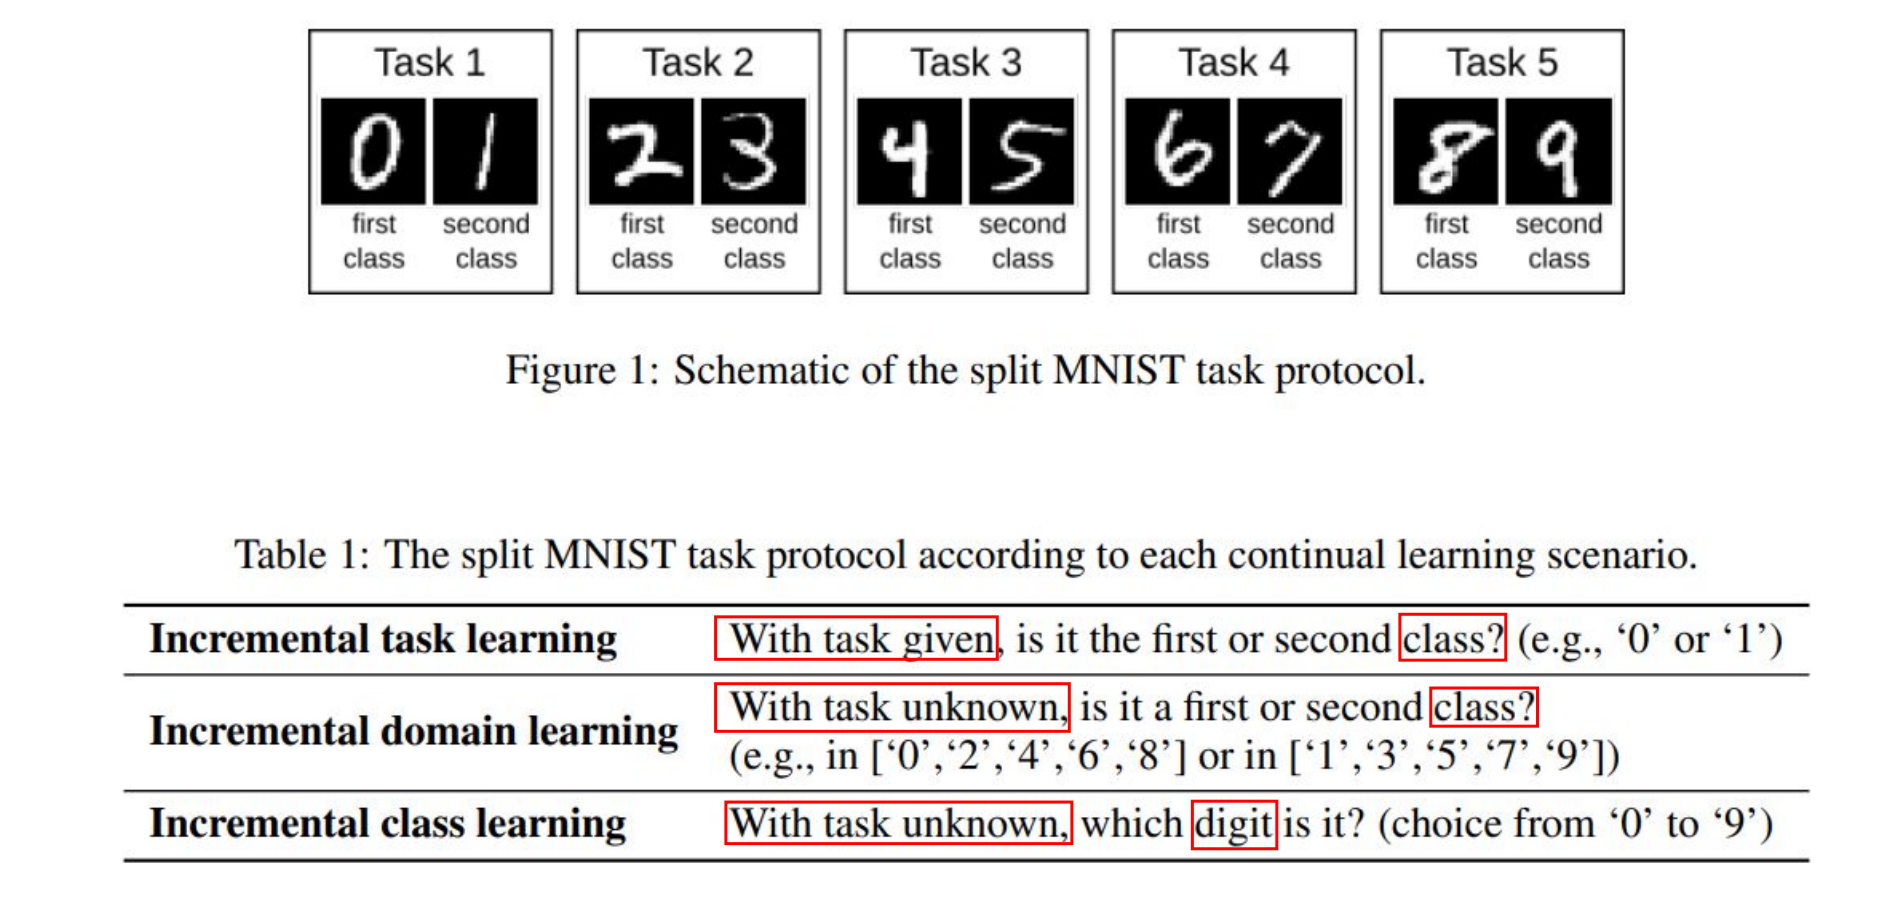 Task 1
0 1
first second
class class
Task 2
2 3
first second
class class
Task 3
4 5
first second
class class
Task 4
6 7
first second
class class
Task 5
8 9
first second
class class
Figure 1: Schematic of the split MNIST task protocol.
Table 1: The split MNIST task protocol according to each continual learning scenario.
Incremental task learning With task given, is it the first or second class? (e.g., ‘0’ or ‘1’)
Incremental domain learning With task unknown, is it a first or second class?
(e.g., in [‘0’,‘2’,‘4’,‘6’,‘8’] or in [‘1’,‘3’,‘5’,‘7’,‘9’])
Incremental class learning With task unknown, which digit is it? (choice from ‘0’ to ‘9’)